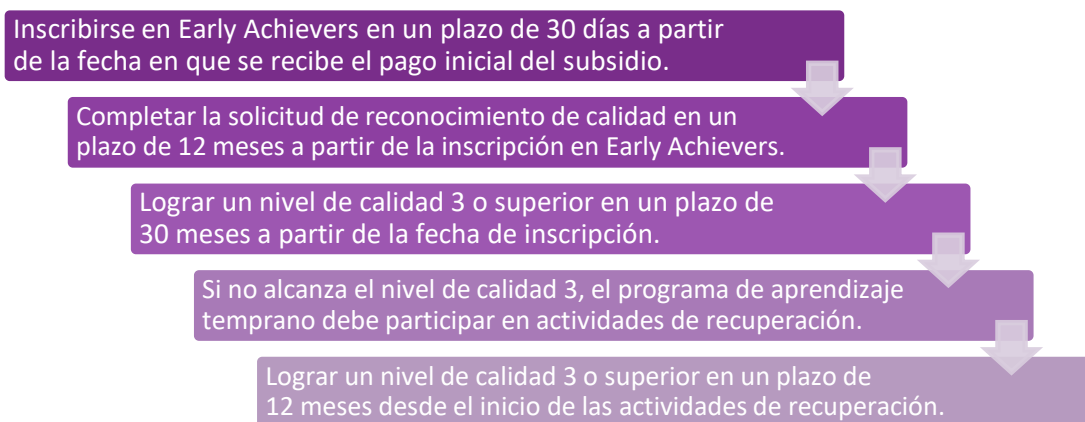 Inscribirse en Early Achievers en un plazo de 30 días a partir
de la fecha en que se recibe el pago inicial del subsidio.
Completar la solicitud de reconocimiento de calidad en un
plazo de 12 meses a partir de la inscripción en Early Achievers.
Lograr un nivel de calidad 3 o superior en un plazo de
30 meses a partir de la fecha de inscripción.
Si no alcanza el nivel de calidad 3, el programa de aprendizaje
temprano debe participar en actividades de recuperación.
Lograr un nivel de calidad 3 o superior en un plazo de
12 meses desde el inicio de las actividades de recuperación.